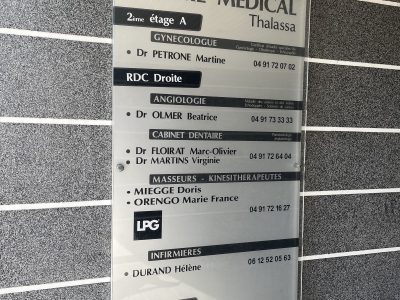 MEDICAL
Thalassa
2ème étage A
GYNECOLOGUE
• Dr PETRONE Martine 04 91 72 07 02
RDC Droite
ANGIOLOGIE
• Dr OLMER Beatrice 04 91 73 33 33
CABINET DENTAIRE
• Dr FLOIRAT Marc-Olivier
• Dr MARTINS Virginie 04 91 72 64 04
MASSEURS - KINESITHERAPEUTES
• MIEGGE Doris
• ORENGO Marie France
04 91 72 16 27
LPG
INFIRMIERES
• DURAND Hélène 06 12 52 05 63